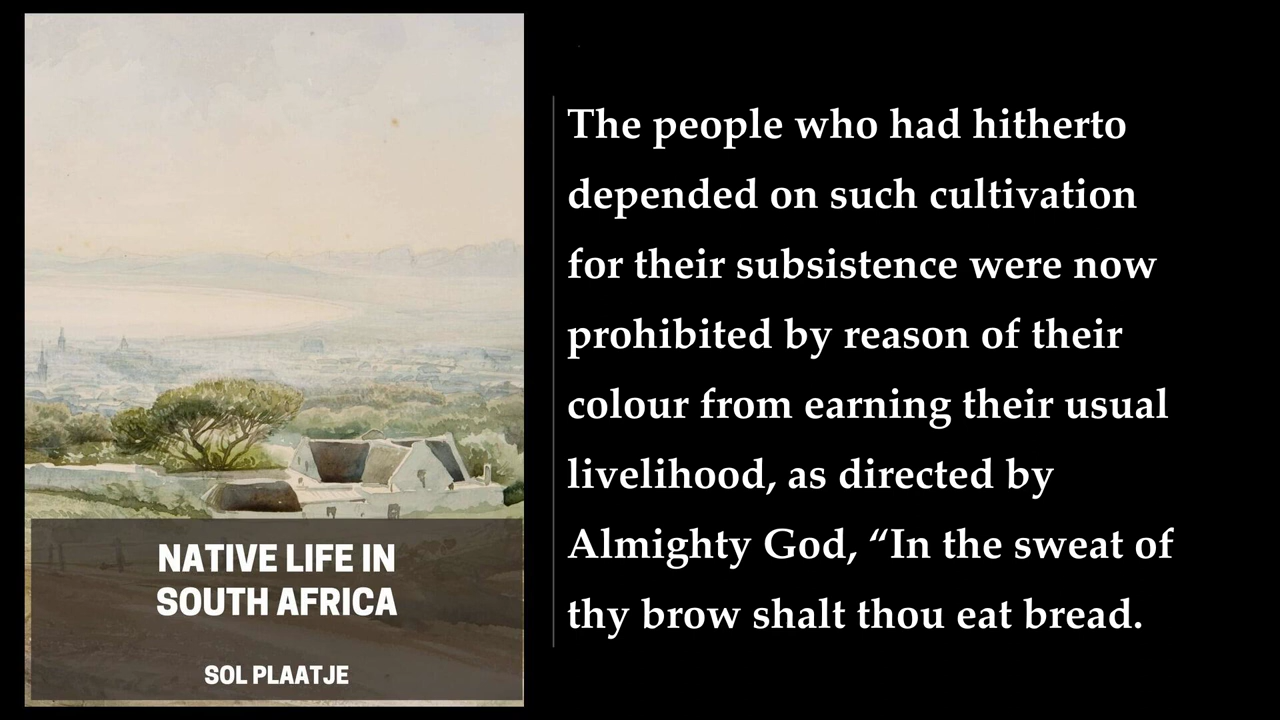 NATIVE LIFE IN
SOUTH AFRICA
SOL PLAATJE
The people who had hitherto
depended on such cultivation
for their subsistence were now
prohibited by reason of their
colour from earning their usual
livelihood, as directed by
Almighty God, “In the sweat of
thy brow shalt thou eat bread.